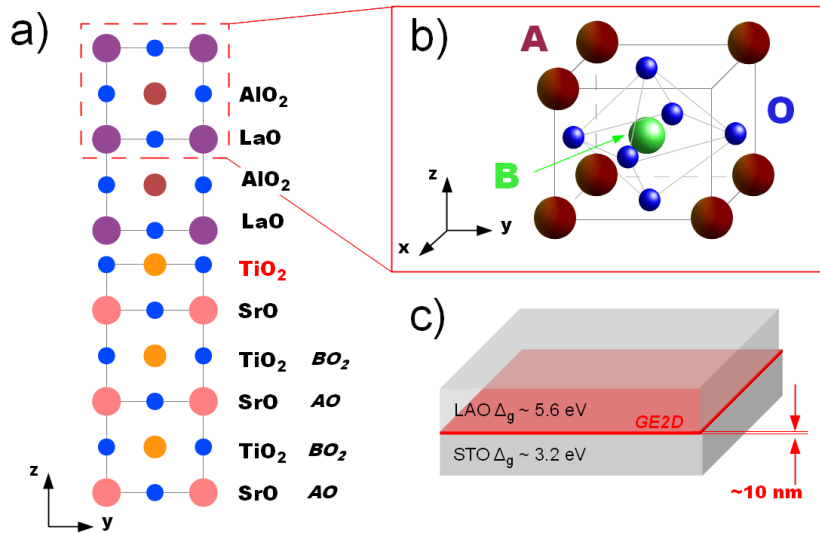 a)
AlO₂
LaO
AlO₂
LaO
TiO₂
SrO
TiO₂ BO₂
SrO AO
TiO₂ BO₂
SrO AO
z
y
b)
A
O
B
z
y
x
c)
LAO Δg ~ 5.6 eV
GE2D
STO Δg ~ 3.2 eV
~10 nm